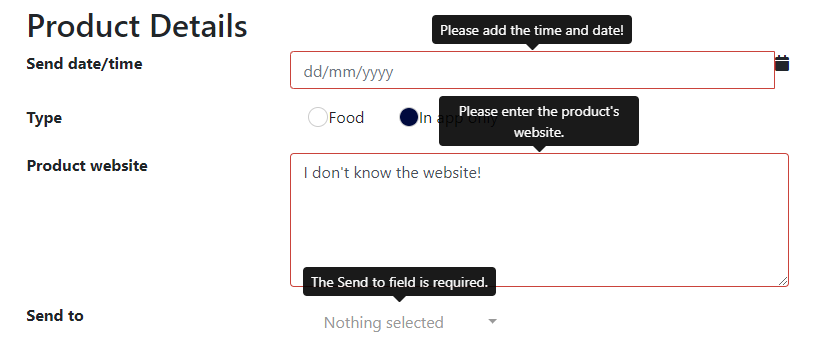 Product Details
Please add the time and date!
Send date/time
dd/mm/yyyy
Please enter the product's
website.
Type
Food
In app only
Product website
I don't know the website!
The Send to field is required.
Send to
Nothing selected